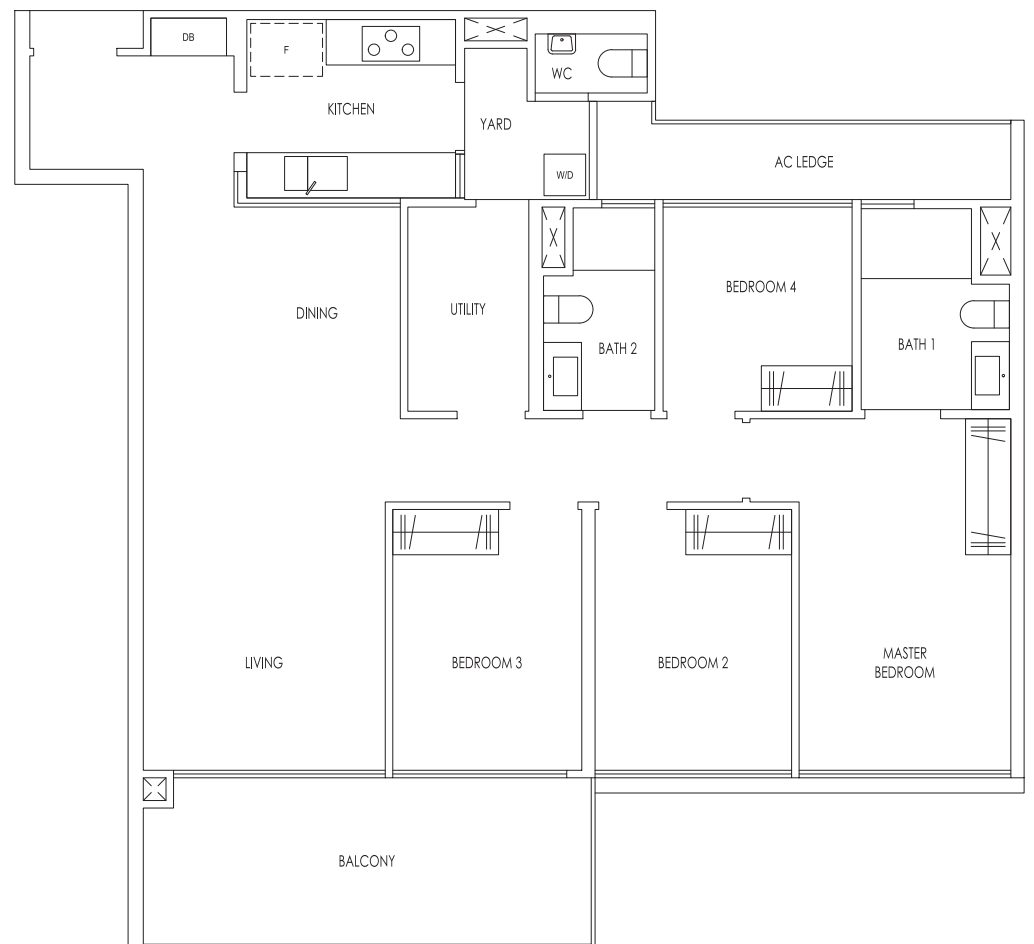 DB
F
WC
KITCHEN
YARD
AC LEDGE
W/D
BEDROOM 4
DINING
UTILITY
BATH 2
BATH 1
LIVING
BEDROOM 3
BEDROOM 2
MASTER
BEDROOM
BALCONY